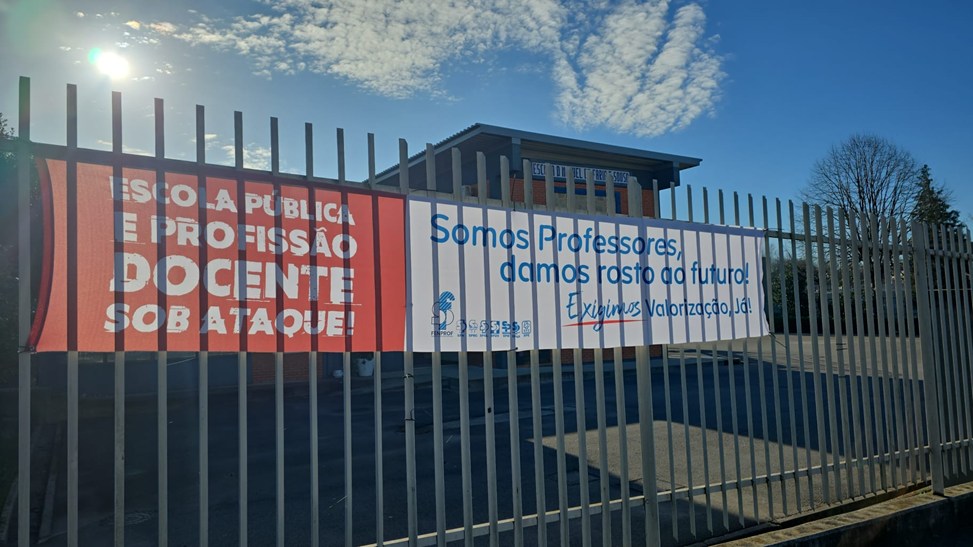 ESCOLA PÚBLICA
E PROFISSÃO
DOCENTE
SOB ATAQUE!
Somos Professores,
damos rosto ao futuro!
Exigimos Valorização, Já!
FENPROF